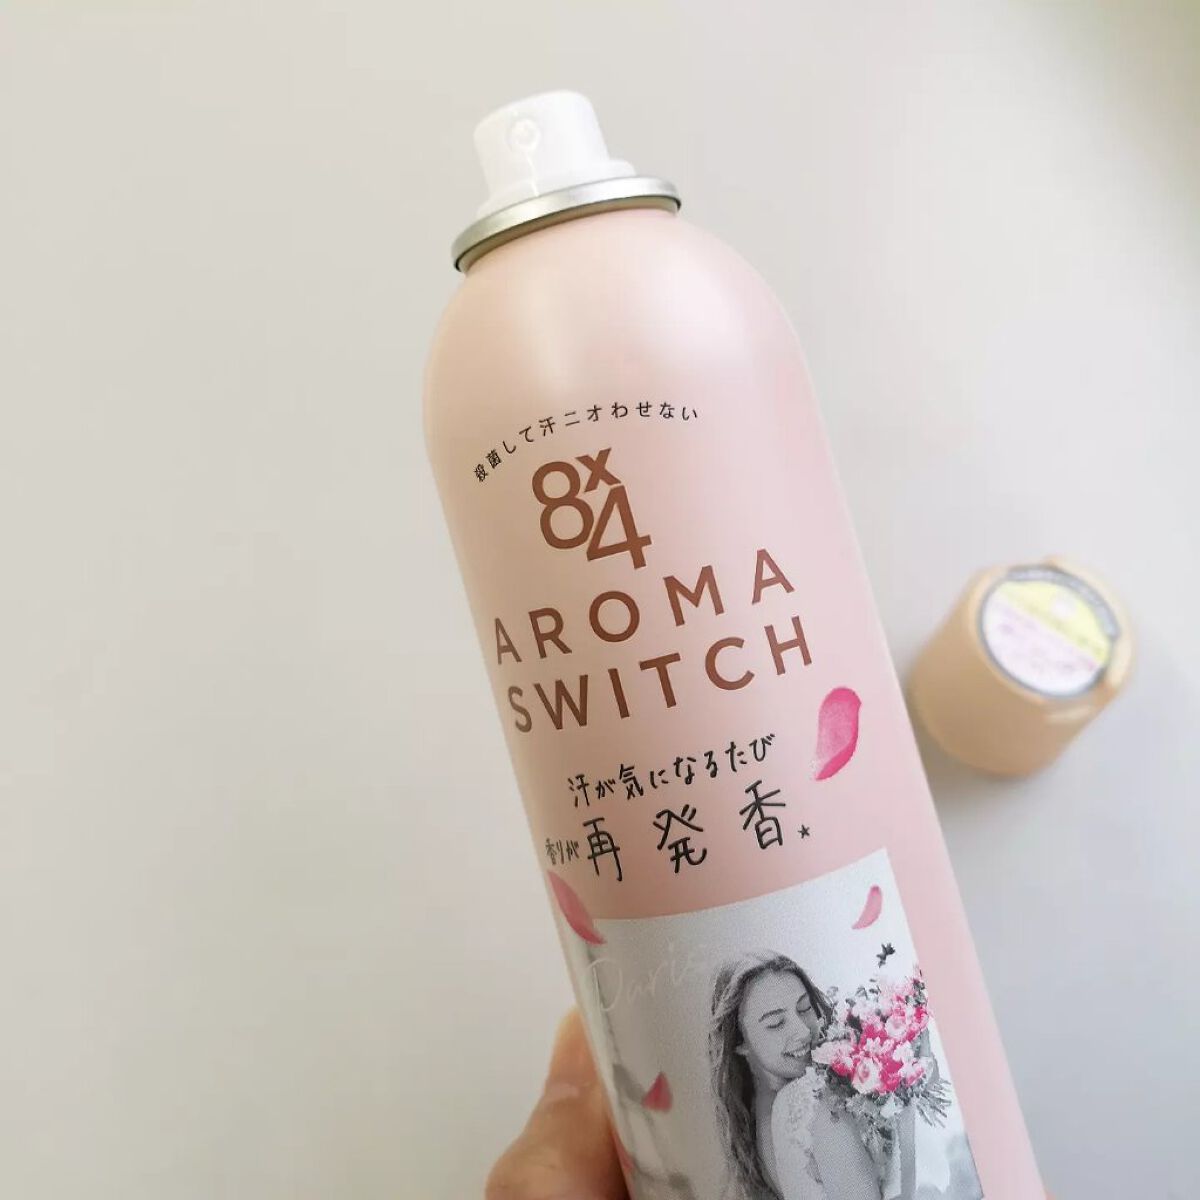 殺菌して汗ニオわせない
8x4
AROMA
SWITCH
汗が気になるたび
香りが再発香
Paris